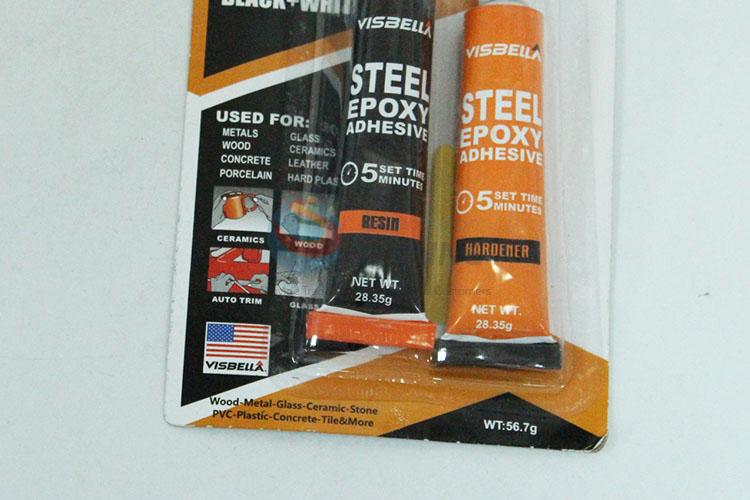 BLACK+WHIT
USED FOR:
METALS
WOOD
CONCRETE
PORCELAIN
GLASS
CERAMICS
LEATHER
HARD PLAS
CERAMICS
WOOD
AUTO TRIM
GLASS
VISBELLA
Wood-Metal-Glass-Ceramic-Stone
PVC-Plastic-Concrete-Tile&More
VISBELLA
STEEL
EPOXY
ADHESIVE
5 SET TIME
MINUTES
RESIN
NET WT.
28.35g
VISBELLA
STEEL
EPOXY
ADHESIVE
5 SET TIME
MINUTES
HARDENER
NET WT.
28.35g
WT:56.7g